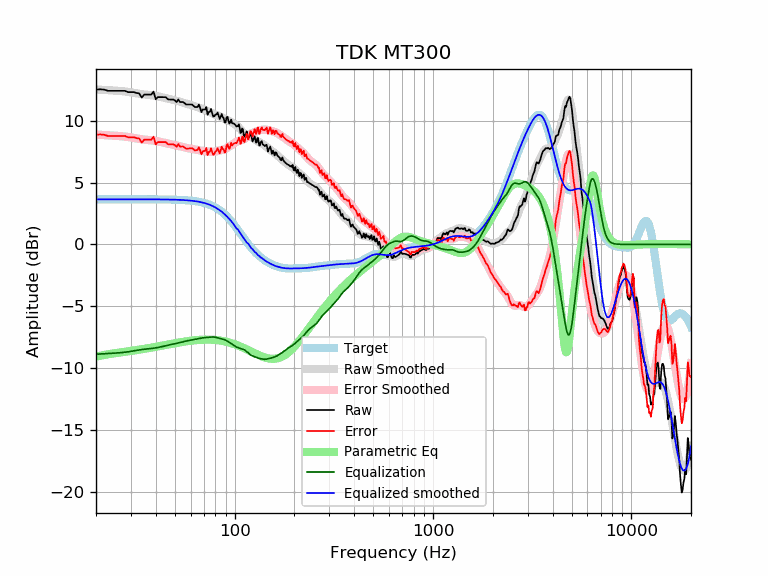 TDK MT300
Amplitude (dBr)
10
5
0
−5
−10
−15
−20
Target
Raw Smoothed
Error Smoothed
Raw
Error
Parametric Eq
Equalization
Equalized smoothed
100
1000
10000
Frequency (Hz)